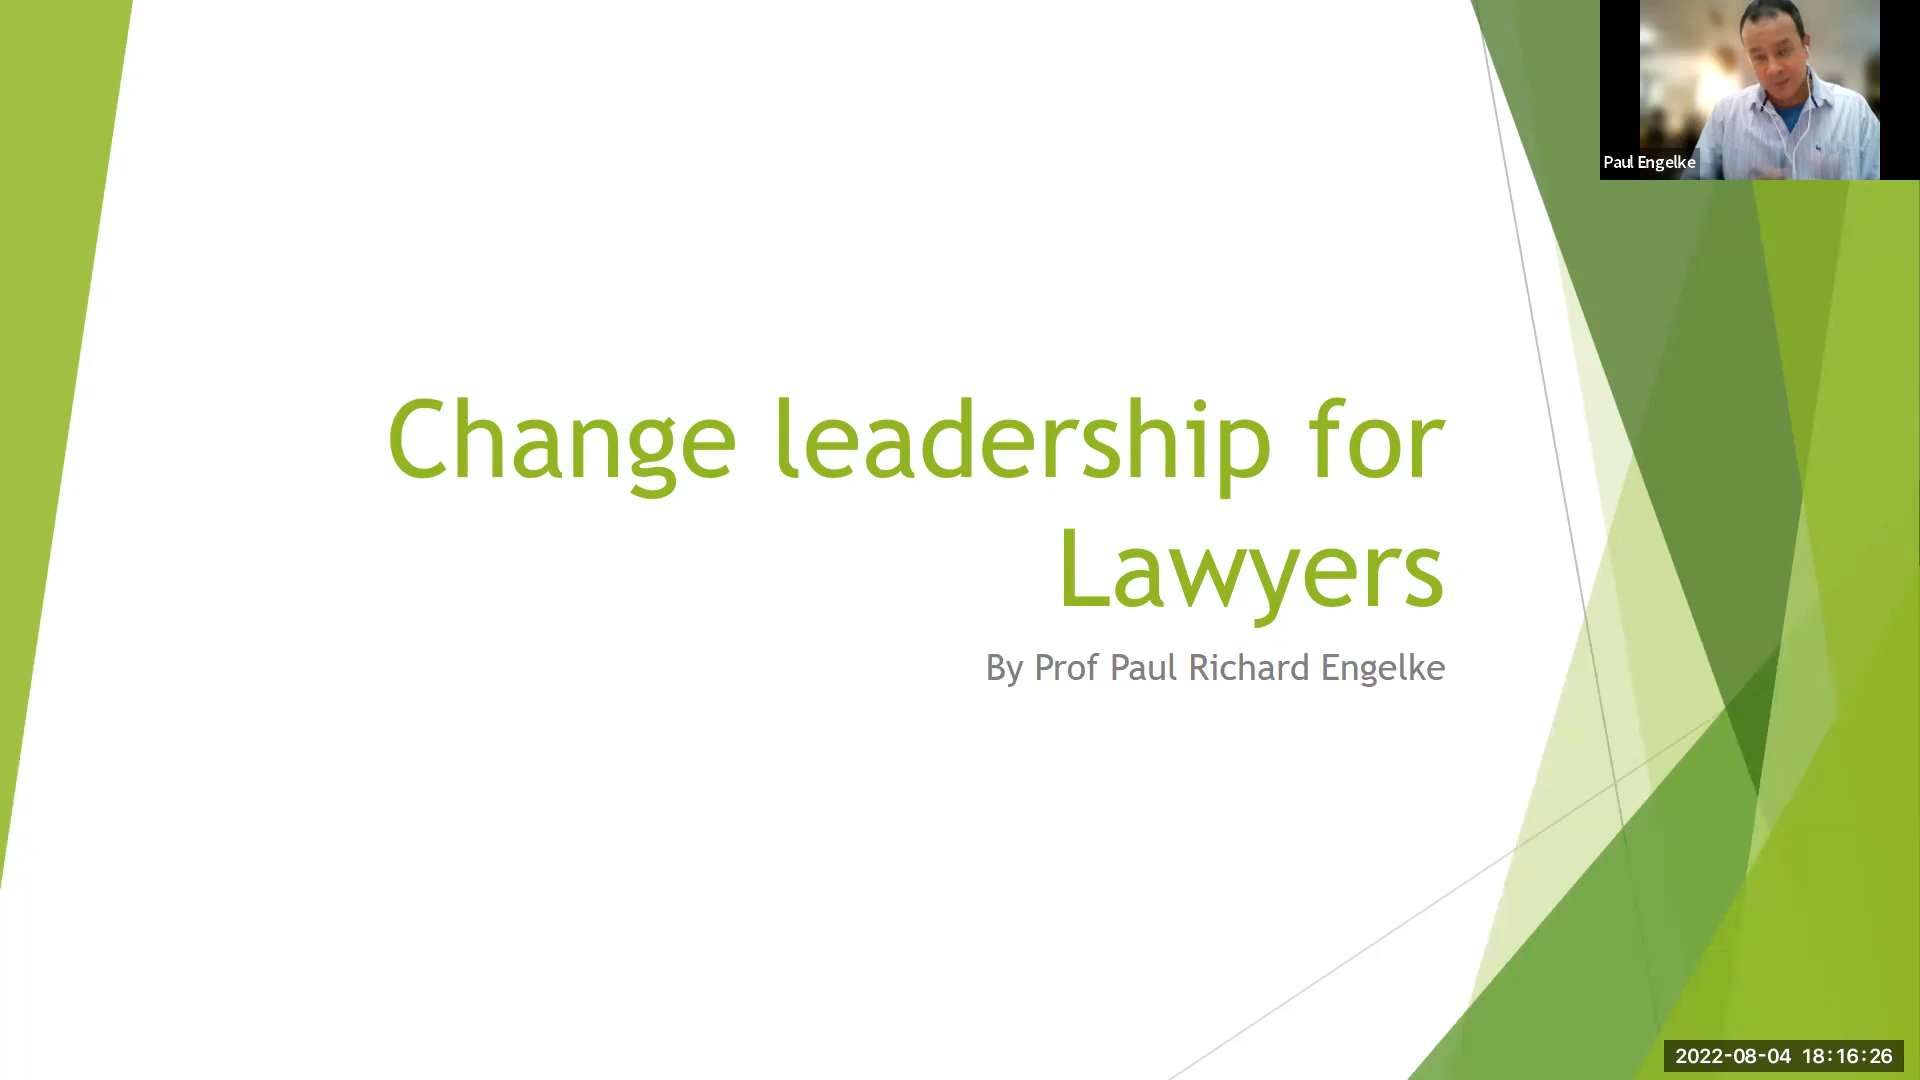 Paul Engelke
Change leadership for
Lawyers
By Prof Paul Richard Engelke
2022-08-04 18:16:26